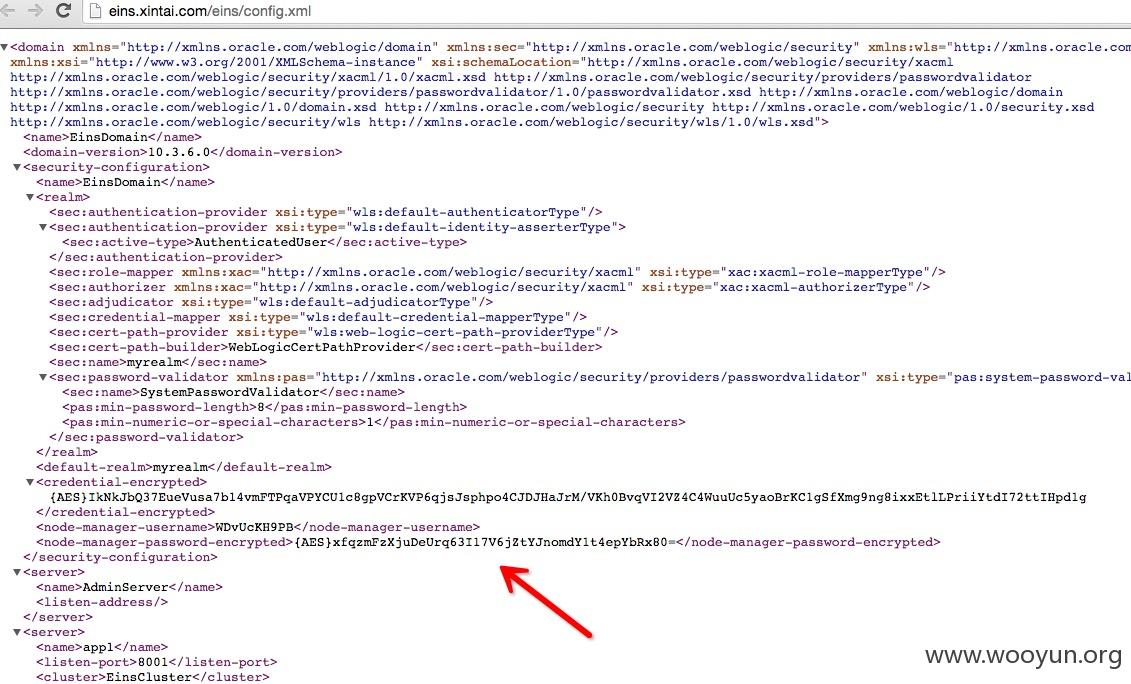 eins.xintai.com/eins/config.xml
▼<domain xmlns="http://xmlns.oracle.com/weblogic/domain" xmlns:sec="http://xmlns.oracle.com/weblogic/security" xmlns:wls="http://xmlns.oracle.com
xmlns:xsi="http://www.w3.org/2001/XMLSchema-instance" xsi:schemaLocation="http://xmlns.oracle.com/weblogic/security/xacml
http://xmlns.oracle.com/weblogic/security/xacml/1.0/xacml.xsd http://xmlns.oracle.com/weblogic/security/providers/passwordvalidator
http://xmlns.oracle.com/weblogic/security/providers/passwordvalidator/1.0/passwordvalidator.xsd http://xmlns.oracle.com/weblogic/domain
http://xmlns.oracle.com/weblogic/1.0/domain.xsd http://xmlns.oracle.com/weblogic/security http://xmlns.oracle.com/weblogic/1.0/security.xsd
http://xmlns.oracle.com/weblogic/security/wls http://xmlns.oracle.com/weblogic/security/wls/1.0/wls.xsd">
<name>EinsDomain</name>
<domain-version>10.3.6.0</domain-version>
▼<security-configuration>
<name>EinsDomain</name>
▼<realm>
<sec:authentication-provider xsi:type="wls:default-authenticatorType"/>
▼<sec:authentication-provider xsi:type="wls:default-identity-asserterType">
<sec:active-type>AuthenticatedUser</sec:active-type>
</sec:authentication-provider>
<sec:role-mapper xmlns:xac="http://xmlns.oracle.com/weblogic/security/xacml" xsi:type="xac:xacml-role-mapperType"/>
<sec:authorizer xmlns:xac="http://xmlns.oracle.com/weblogic/security/xacml" xsi:type="xac:xacml-authorizerType"/>
<sec:adjudicator xsi:type="wls:default-adjudicatorType"/>
<sec:credential-mapper xsi:type="wls:default-credential-mapperType"/>
<sec:cert-path-provider xsi:type="wls:web-logic-cert-path-providerType"/>
<sec:cert-path-builder>WebLogicCertPathProvider</sec:cert-path-builder>
<sec:name>myrealm</sec:name>
▼<sec:password-validator xmlns:pas="http://xmlns.oracle.com/weblogic/security/providers/passwordvalidator" xsi:type="pas:system-password-val
<sec:name>SystemPasswordValidator</sec:name>
<pas:min-password-length>8</pas:min-password-length>
<pas:min-numeric-or-special-characters>1</pas:min-numeric-or-special-characters>
</sec:password-validator>
</realm>
<default-realm>myrealm</default-realm>
▼<credential-encrypted>
{AES}IkNkJbQ37EueVusa7b14vmFTPqaVPYCU1c8gpVCrKVP6qjsJsphpo4CJDJHaJrM/VKh0BvqVI2VZ4C4WuuUc5yaoBrKC1gSfXmg9ng8ixxEtlLPriiYtdI72ttIHpdlg
</credential-encrypted>
<node-manager-username>WDvUcKH9PB</node-manager-username>
<node-manager-password-encrypted>{AES}xfqzmFzXjuDeUrq63I17V6jZtYJnomdYlt4epYbRx80=</node-manager-password-encrypted>
</security-configuration>
▼<server>
<name>AdminServer</name>
<listen-address/>
</server>
▼<server>
<name>app1</name>
<listen-port>8001</listen-port>
<cluster>EinsCluster</cluster>
www.wooyun.org